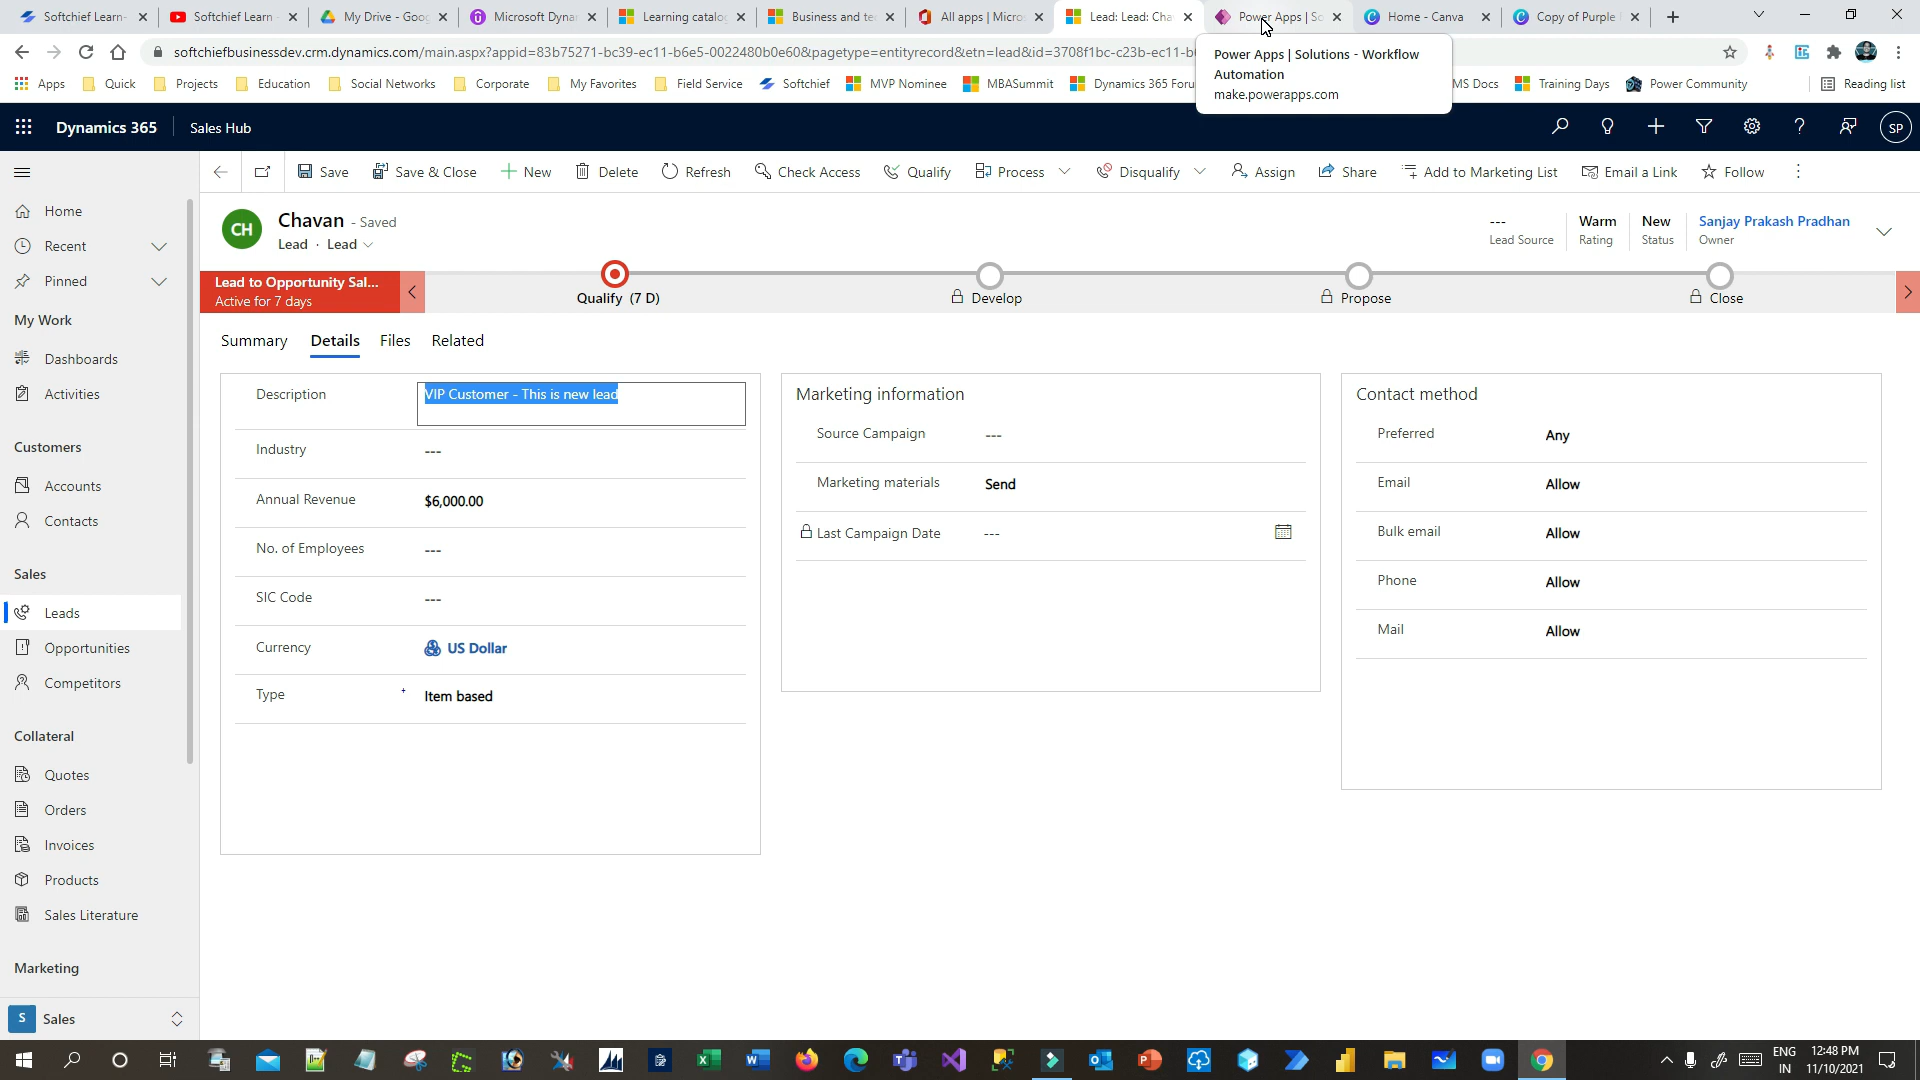 Softchief Learn-
Softchief Learn
My Drive - Goog
Microsoft Dyna
Learning catalog
Business and te
All apps | Micros
Lead: Lead: Cha
Power Apps | So
Home - Canva
Copy of Purple
softchiefbusinessdev.crm.dynamics.com/main.aspx?appid=83b75271-bc39-ec11-b6e5-0022480b0e60&pagetype=entityrecord&etn=lead&id=3708f1bc-c23b-ec11-b
Power Apps | Solutions - Workflow
Automation
make.powerapps.com
Apps
Quick
Projects
Education
Social Networks
My Favorites
Corporate
Field Service
Softchief
MVP Nominee
MBASummit
Dynamics 365 Foru
MS Docs
Training Days
Power Community
Reading list
Dynamics 365
Sales Hub
SP
Save
Save & Close
New
Delete
Refresh
Check Access
Qualify
Process
Disqualify
Assign
Share
Add to Marketing List
Email a Link
Follow
Home
Recent
Pinned
My Work
Dashboards
Activities
Customers
Accounts
Contacts
Sales
Leads
Opportunities
Competitors
Collateral
Quotes
Orders
Invoices
Products
Sales Literature
Marketing
S
Sales
CH
Chavan - Saved
Lead · Lead
---
Lead Source
Warm
Rating
New
Status
Sanjay Prakash Pradhan
Owner
Lead to Opportunity Sal...
Active for 7 days
Qualify (7 D)
Develop
Propose
Close
Summary
Details
Files
Related
Description
VIP Customer - This is new lead
Industry
---
Annual Revenue
$6,000.00
No. of Employees
---
SIC Code
---
Currency
US Dollar
Type
+
Item based
Marketing information
Source Campaign
---
Marketing materials
Send
Last Campaign Date
---
Contact method
Preferred
Any
Email
Allow
Bulk email
Allow
Phone
Allow
Mail
Allow
ENG
IN
12:48 PM
11/10/2021